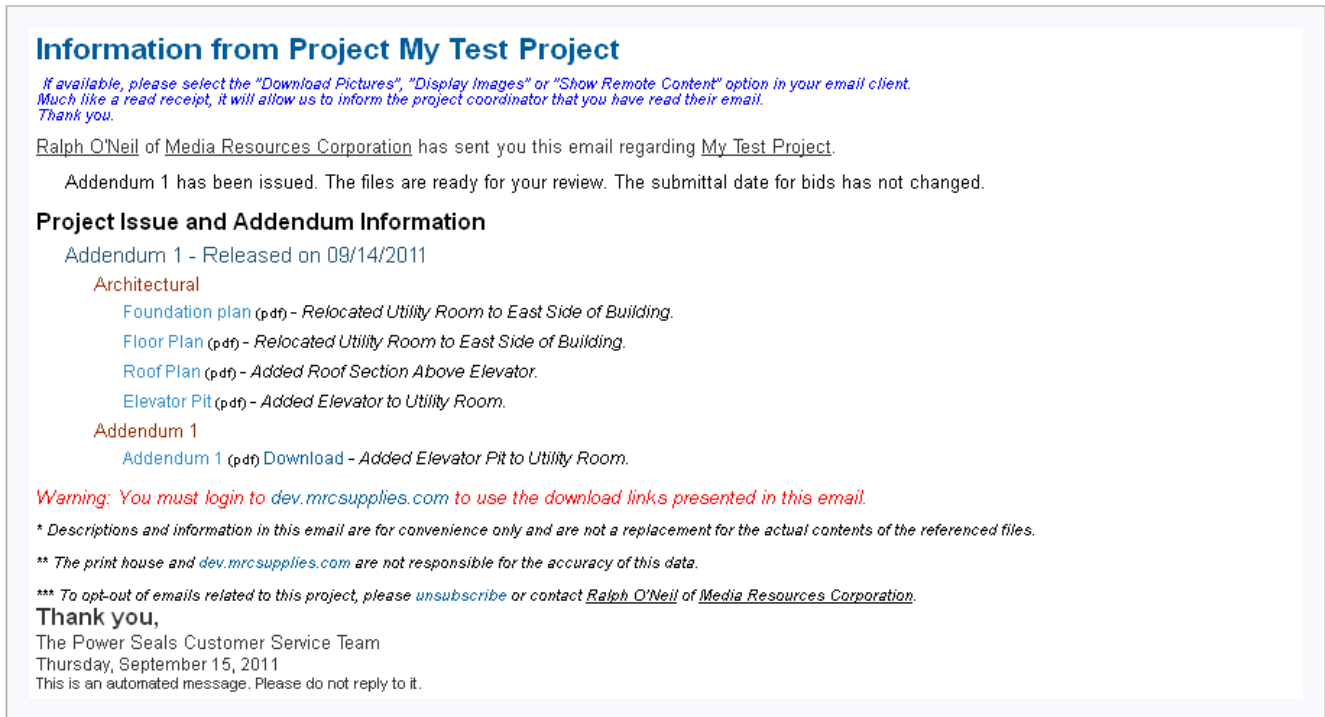 Information from Project My Test Project
If available, please select the "Download Pictures", "Display Images" or "Show Remote Content" option in your email client.
Much like a read receipt, it will allow us to inform the project coordinator that you have read their email.
Thank you.
Ralph O'Neil of Media Resources Corporation has sent you this email regarding My Test Project.
Addendum 1 has been issued. The files are ready for your review. The submittal date for bids has not changed.
Project Issue and Addendum Information
Addendum 1 - Released on 09/14/2011
Architectural
Foundation plan (pdf) - Relocated Utility Room to East Side of Building.
Floor Plan (pdf) - Relocated Utility Room to East Side of Building.
Roof Plan (pdf) - Added Roof Section Above Elevator.
Elevator Pit (pdf) - Added Elevator to Utility Room.
Addendum 1
Addendum 1 (pdf) Download - Added Elevator Pit to Utility Room.
Warning: You must login to dev.mrcsupplies.com to use the download links presented in this email.
* Descriptions and information in this email are for convenience only and are not a replacement for the actual contents of the referenced files.
** The print house and dev.mrcsupplies.com are not responsible for the accuracy of this data.
*** To opt-out of emails related to this project, please unsubscribe or contact Ralph O'Neil of Media Resources Corporation.
Thank you,
The Power Seals Customer Service Team
Thursday, September 15, 2011
This is an automated message. Please do not reply to it.